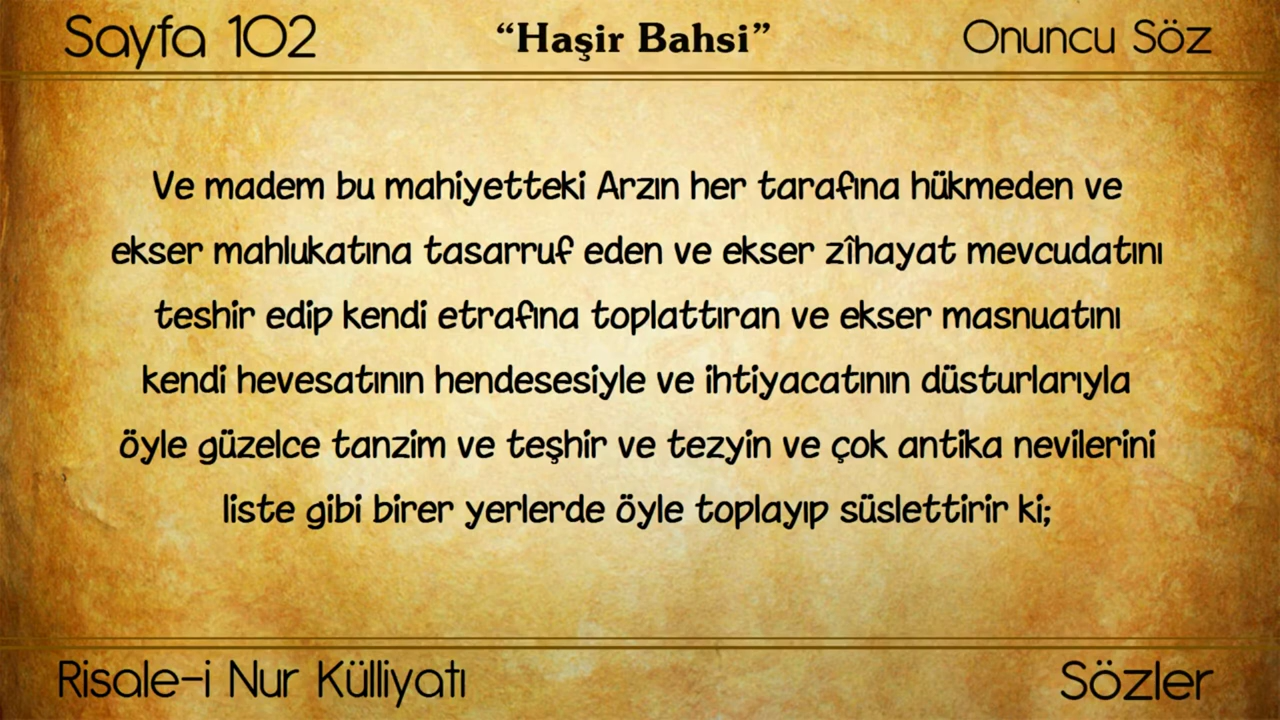 Sayfa 102 "Haşir Bahsi" Onuncu Söz
Ve madem bu mahiyetteki Arzın her tarafına hükmeden ve
ekser mahlukatına tasarruf eden ve ekser zîhayat mevcudatını
teshir edip kendi etrafına toplattıran ve ekser masnuatını
kendi hevesatının hendesesiyle ve ihtiyacatının düsturlarıyla
öyle güzelce tanzim ve teşhir ve tezyin ve çok antika nevilerini
liste gibi birer yerlerde öyle toplayıp süslettirir ki;
Risale-i Nur Külliyatı Sözler